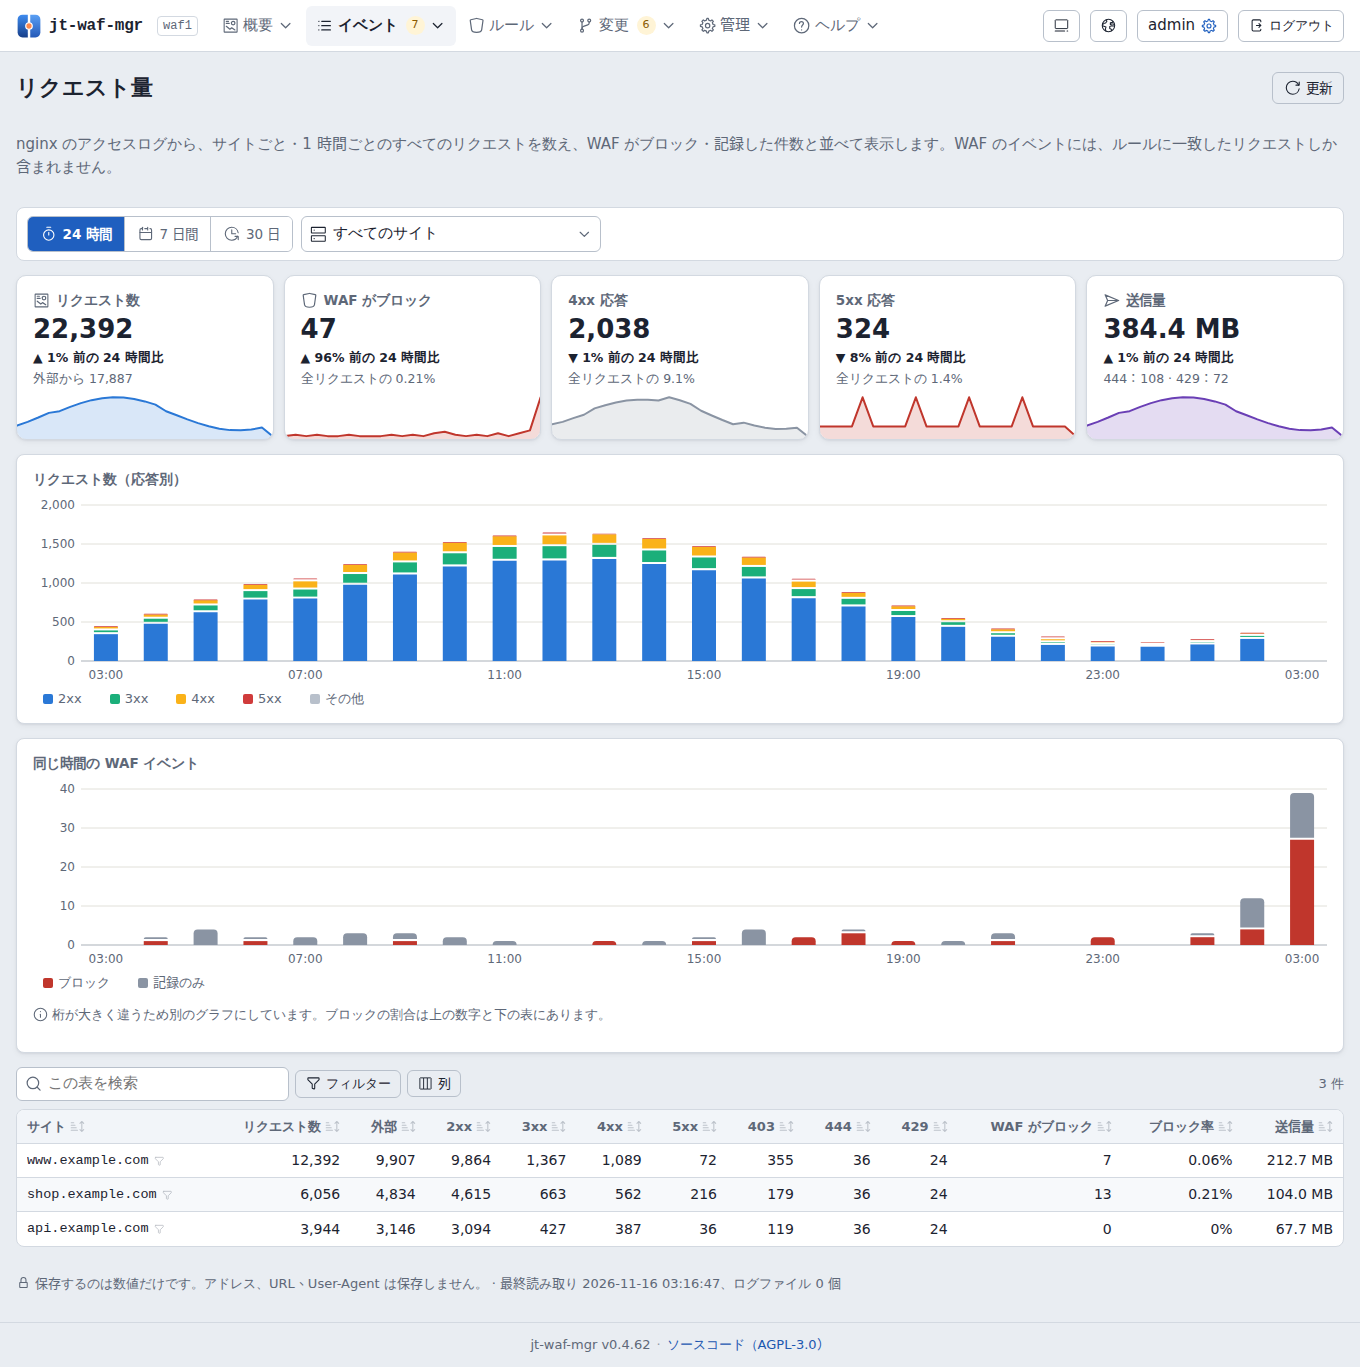 jt-waf-mgr waf1 概要 イベント 7 ルール 変更 6 管理 ヘルプ admin ログアウト
リクエスト量 更新
nginx のアクセスログから、サイトごと・1 時間ごとのすべてのリクエストを数え、WAF がブロック・記録した件数と並べて表示します。WAF のイベントには、ルールに一致したリクエストしか
含まれません。
24 時間 7 日間 30 日 すべてのサイト
リクエスト数
22,392
▲ 1% 前の 24 時間比
外部から 17,887
WAF がブロック
47
▲ 96% 前の 24 時間比
全リクエストの 0.21%
4xx 応答
2,038
▼ 1% 前の 24 時間比
全リクエストの 9.1%
5xx 応答
324
▼ 8% 前の 24 時間比
全リクエストの 1.4%
送信量
384.4 MB
▲ 1% 前の 24 時間比
444：108 · 429：72
リクエスト数（応答別）
2,000
1,500
1,000
500
0
03:00 07:00 11:00 15:00 19:00 23:00 03:00
2xx 3xx 4xx 5xx その他
同じ時間の WAF イベント
40
30
20
10
0
03:00 07:00 11:00 15:00 19:00 23:00 03:00
ブロック 記録のみ
桁が大きく違うため別のグラフにしています。ブロックの割合は上の数字と下の表にあります。
この表を検索 フィルター 列 3 件
サイト リクエスト数 外部 2xx 3xx 4xx 5xx 403 444 429 WAF がブロック ブロック率 送信量
www.example.com 12,392 9,907 9,864 1,367 1,089 72 355 36 24 7 0.06% 212.7 MB
shop.example.com 6,056 4,834 4,615 663 562 216 179 36 24 13 0.21% 104.0 MB
api.example.com 3,944 3,146 3,094 427 387 36 119 36 24 0 0% 67.7 MB
保存するのは数値だけです。アドレス、URL、User-Agent は保存しません。 · 最終読み取り 2026-11-16 03:16:47、ログファイル 0 個
jt-waf-mgr v0.4.62 · ソースコード（AGPL-3.0）